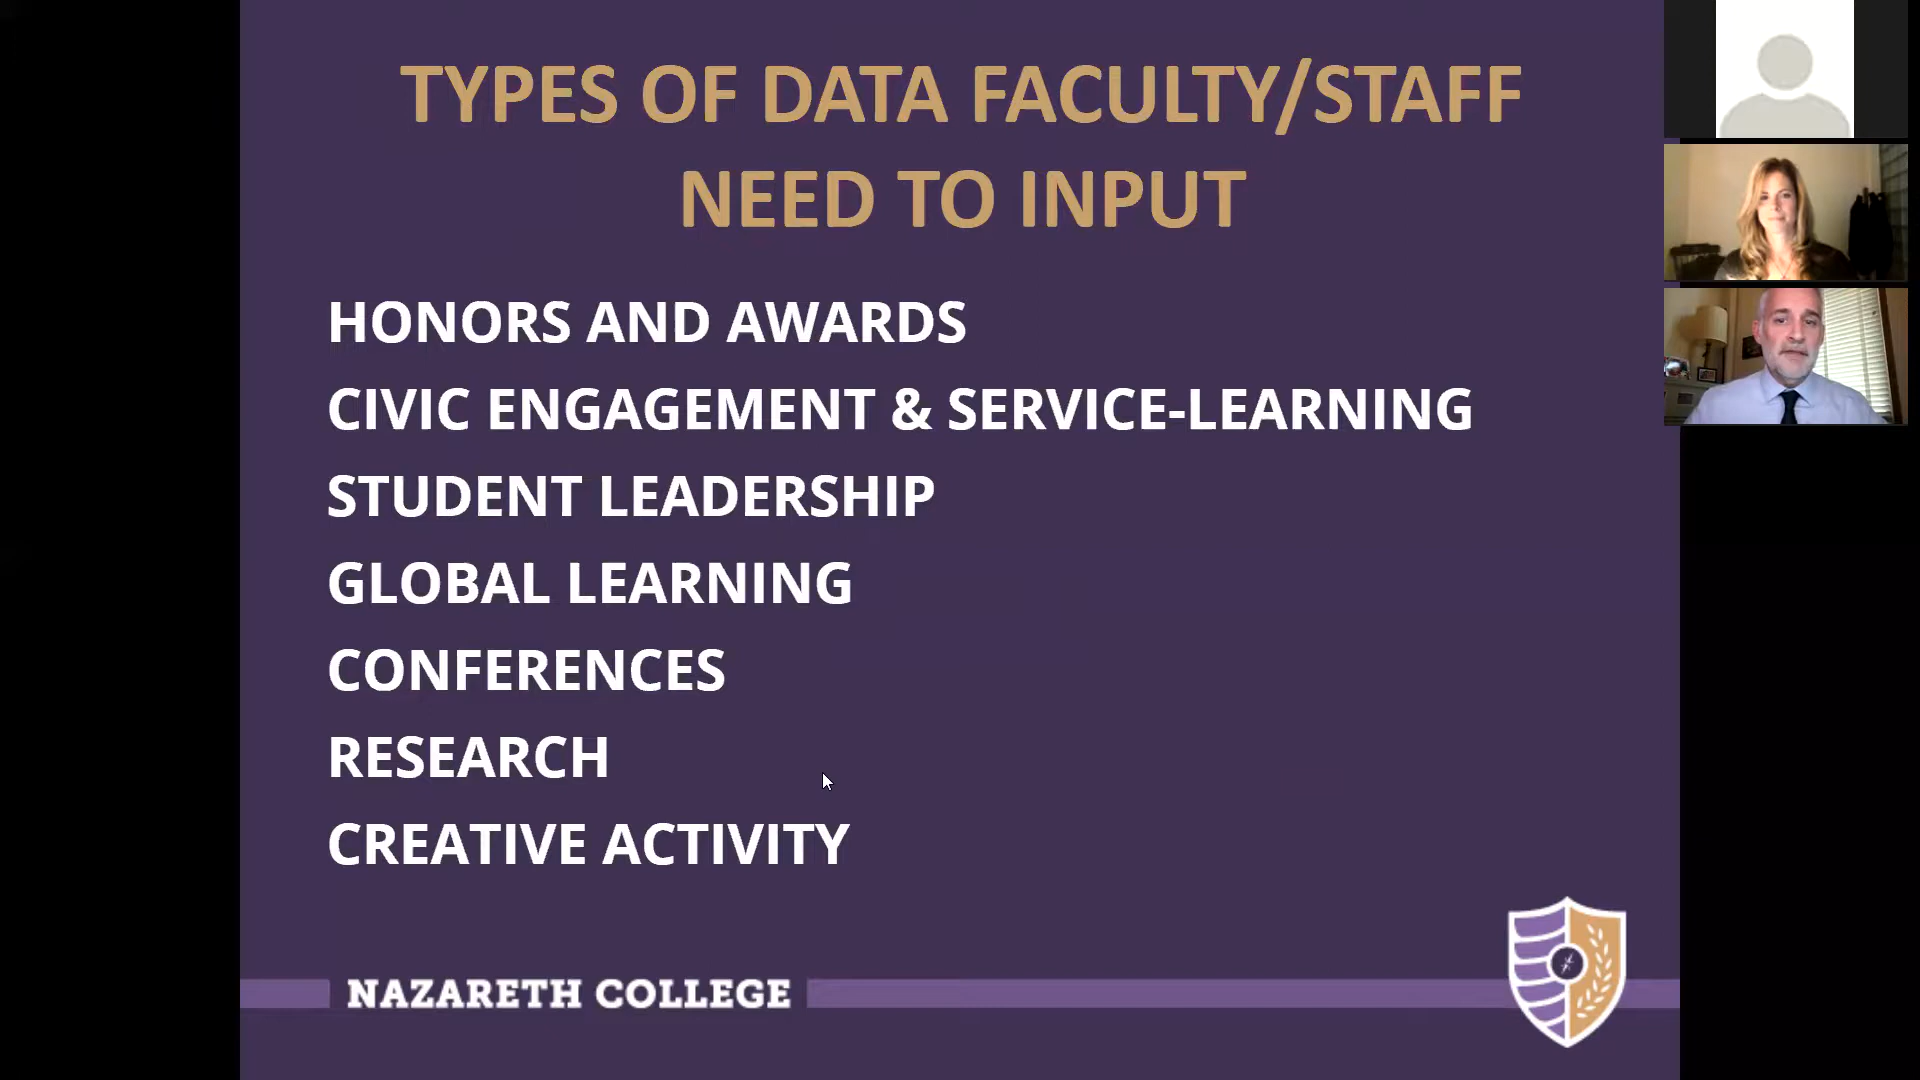 TYPES OF DATA FACULTY/STAFF
NEED TO INPUT
HONORS AND AWARDS
CIVIC ENGAGEMENT & SERVICE-LEARNING
STUDENT LEADERSHIP
GLOBAL LEARNING
CONFERENCES
RESEARCH
CREATIVE ACTIVITY
NAZARETH COLLEGE